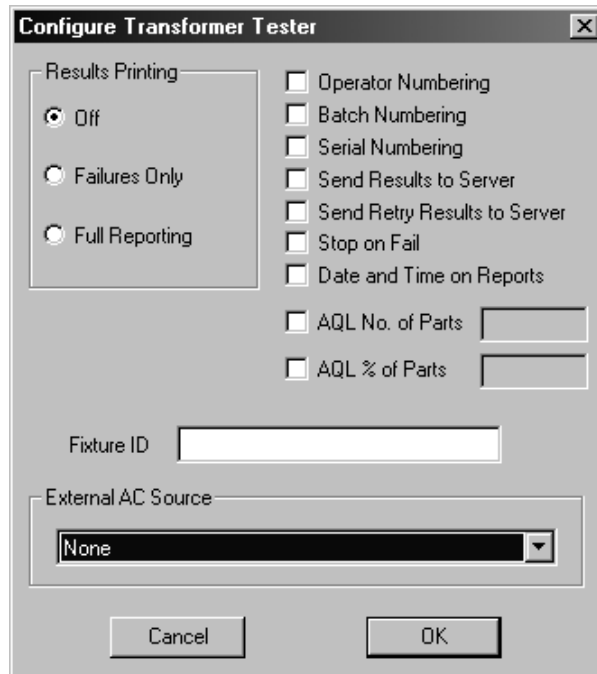 Configure Transformer Tester
Results Printing
Off
Failures Only
Full Reporting
Operator Numbering
Batch Numbering
Serial Numbering
Send Results to Server
Send Retry Results to Server
Stop on Fail
Date and Time on Reports
AQL No. of Parts
AQL % of Parts
Fixture ID
External AC Source
None
Cancel
OK